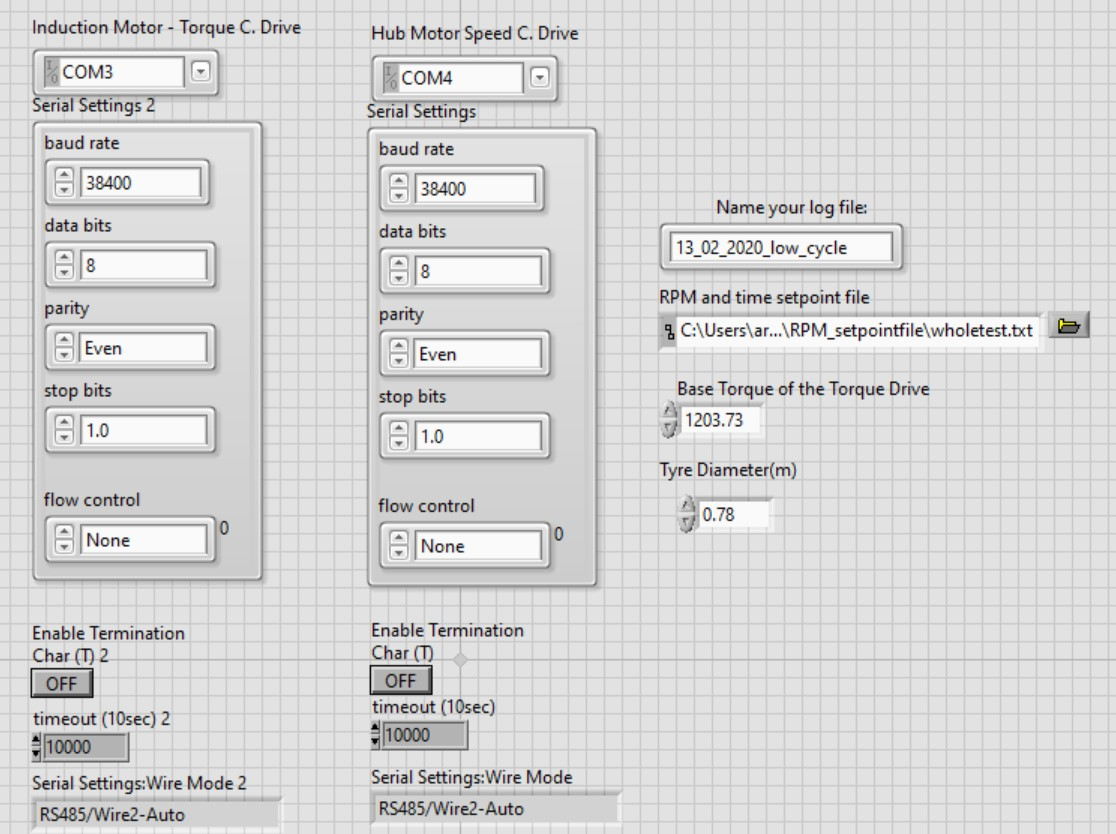 Induction Motor - Torque C. Drive
COM3
Serial Settings 2
baud rate
38400
data bits
8
parity
Even
stop bits
1.0
flow control
None
0
Enable Termination
Char (T) 2
OFF
timeout (10sec) 2
10000
Serial Settings:Wire Mode 2
RS485/Wire2-Auto
Hub Motor Speed C. Drive
COM4
Serial Settings
baud rate
38400
data bits
8
parity
Even
stop bits
1.0
flow control
None
0
Enable Termination
Char (T)
OFF
timeout (10sec)
10000
Serial Settings:Wire Mode
RS485/Wire2-Auto
Name your log file:
13_02_2020_low_cycle
RPM and time setpoint file
C:\Users\ar...\RPM_setpointfile\wholetest.txt
Base Torque of the Torque Drive
1203.73
Tyre Diameter(m)
0.78